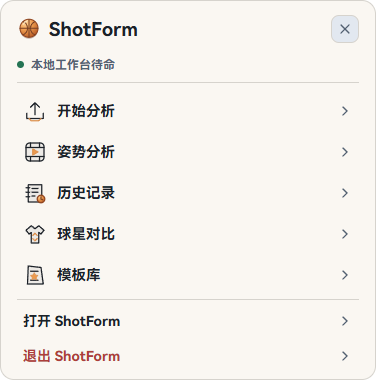 ShotForm
本地工作台待命
开始分析
姿势分析
历史记录
球星对比
模板库
打开 ShotForm
退出 ShotForm